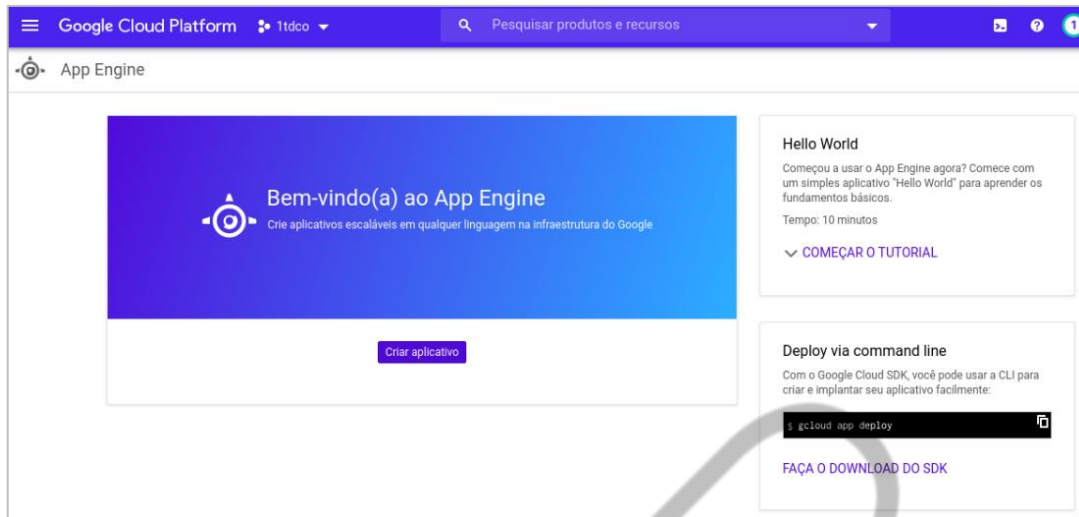 Google Cloud Platform
1tdco
Pesquisar produtos e recursos
1
App Engine
Bem-vindo(a) ao App Engine
Crie aplicativos escaláveis em qualquer linguagem na infraestrutura do Google
Criar aplicativo
Hello World
Começou a usar o App Engine agora? Comece com
um simples aplicativo "Hello World" para aprender os
fundamentos básicos.
Tempo: 10 minutos
COMEÇAR O TUTORIAL
Deploy via command line
Com o Google Cloud SDK, você pode usar a CLI para
criar e implantar seu aplicativo facilmente:
$ gcloud app deploy
FAÇA O DOWNLOAD DO SDK